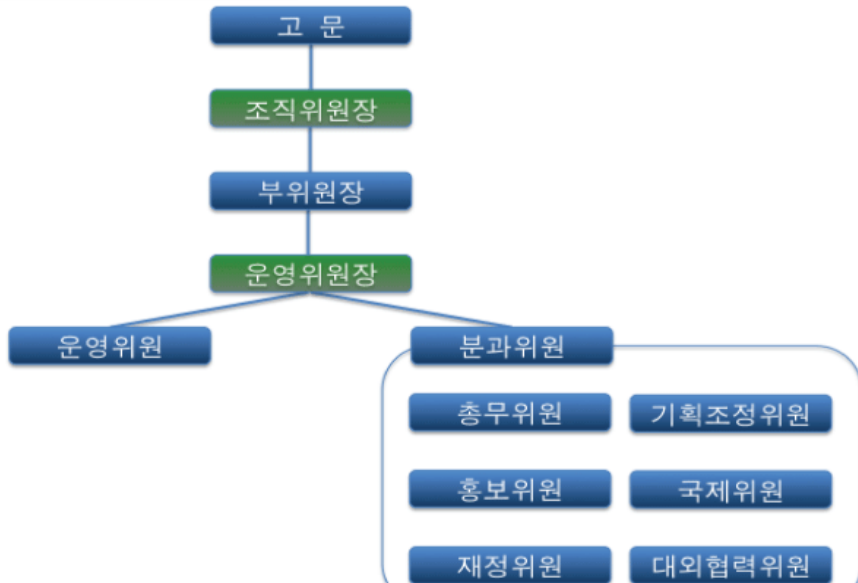 고 문
조직위원장
부위원장
운영위원장
운영위원
분과위원
총무위원
기획조정위원
홍보위원
국제위원
재정위원
대외협력위원